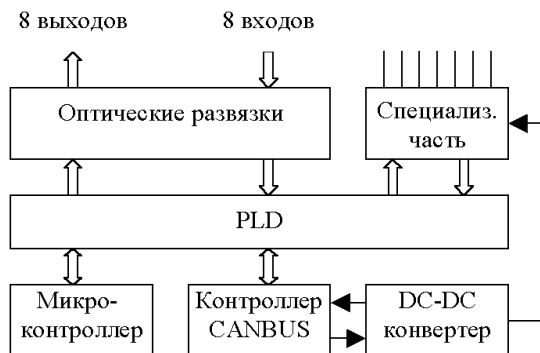 8 выходов
8 входов
Оптические развязки
Специализ.
часть
PLD
Микро-
контроллер
Контроллер
CANBUS
DC-DC
конвертер